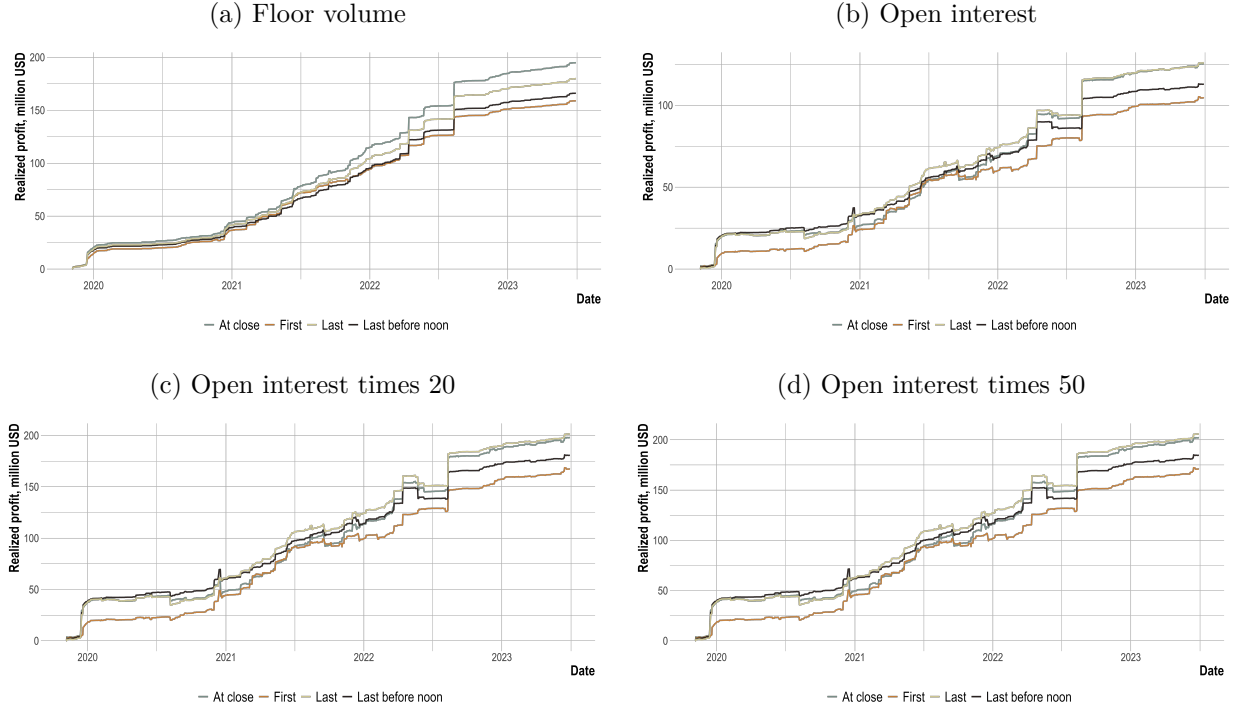 (a) Floor volume
Realized profit, million USD
200
150
100
50
0
2020
2021
2022
2023
Date
At close
First
Last
Last before noon
(b) Open interest
Realized profit, million USD
100
50
0
2020
2021
2022
2023
Date
At close
First
Last
Last before noon
(c) Open interest times 20
Realized profit, million USD
200
150
100
50
0
2020
2021
2022
2023
Date
At close
First
Last
Last before noon
(d) Open interest times 50
Realized profit, million USD
200
150
100
50
0
2020
2021
2022
2023
Date
At close
First
Last
Last before noon